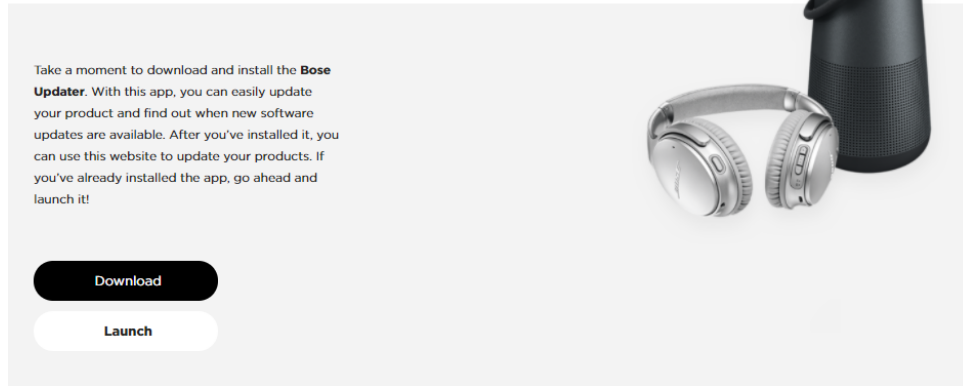 Take a moment to download and install the Bose
Updater. With this app, you can easily update
your product and find out when new software
updates are available. After you've installed it, you
can use this website to update your products. If
you've already installed the app, go ahead and
launch it!
Download
Launch